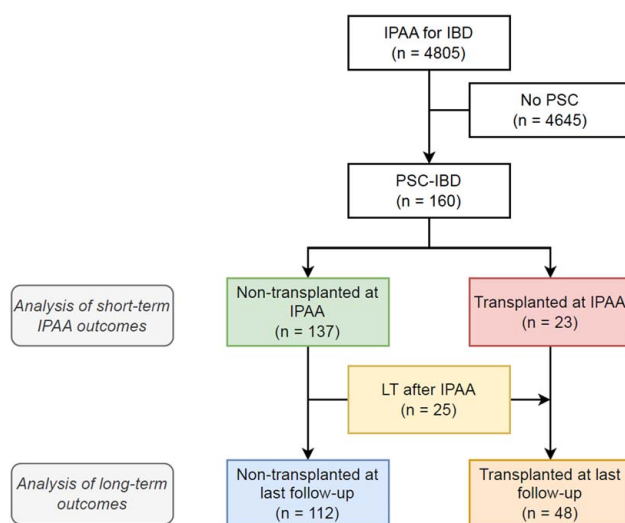 IPAA for IBD
(n = 4805)
No PSC
(n = 4645)
PSC-IBD
(n = 160)
Analysis of short-term
IPAA outcomes
Non-transplanted at
IPAA
(n = 137)
Transplanted at IPAA
(n = 23)
LT after IPAA
(n = 25)
Analysis of long-term
outcomes
Non-transplanted at
last follow-up
(n = 112)
Transplanted at last
follow-up
(n = 48)